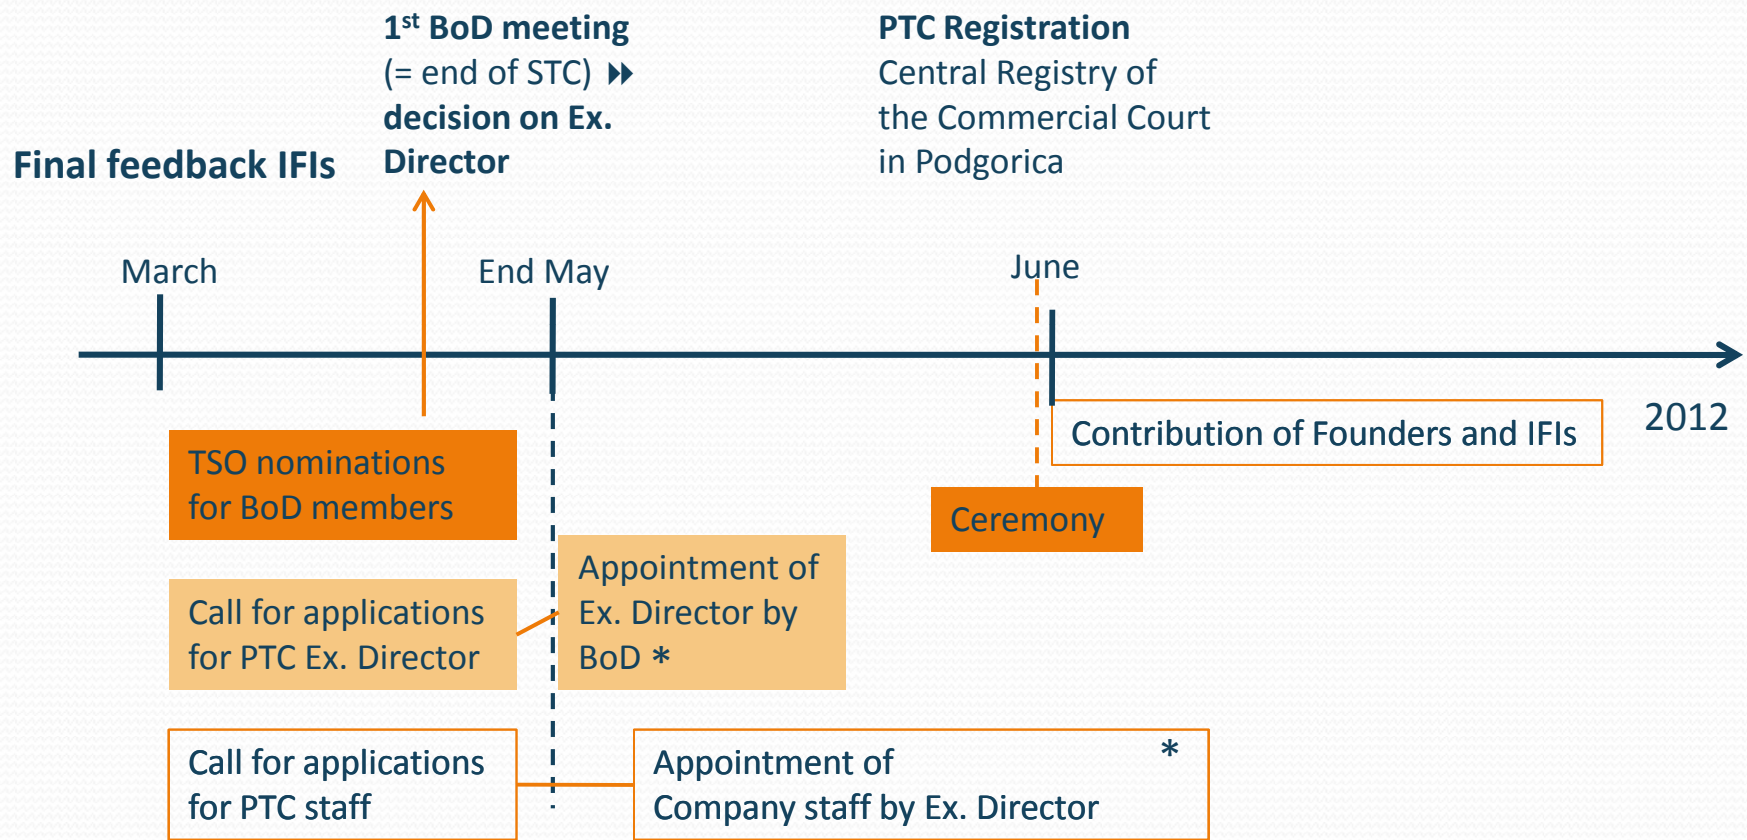 1st BoD meeting
(= end of STC)
decision on Ex.
Director
PTC Registration
Central Registry of
the Commercial Court
in Podgorica
Final feedback IFIs
March
End May
June
2012
Contribution of Founders and IFIs
TSO nominations
for BoD members
Ceremony
Call for applications
for PTC Ex. Director
Appointment of
Ex. Director by
BoD *
Call for applications
for PTC staff
Appointment of *
Company staff by Ex. Director